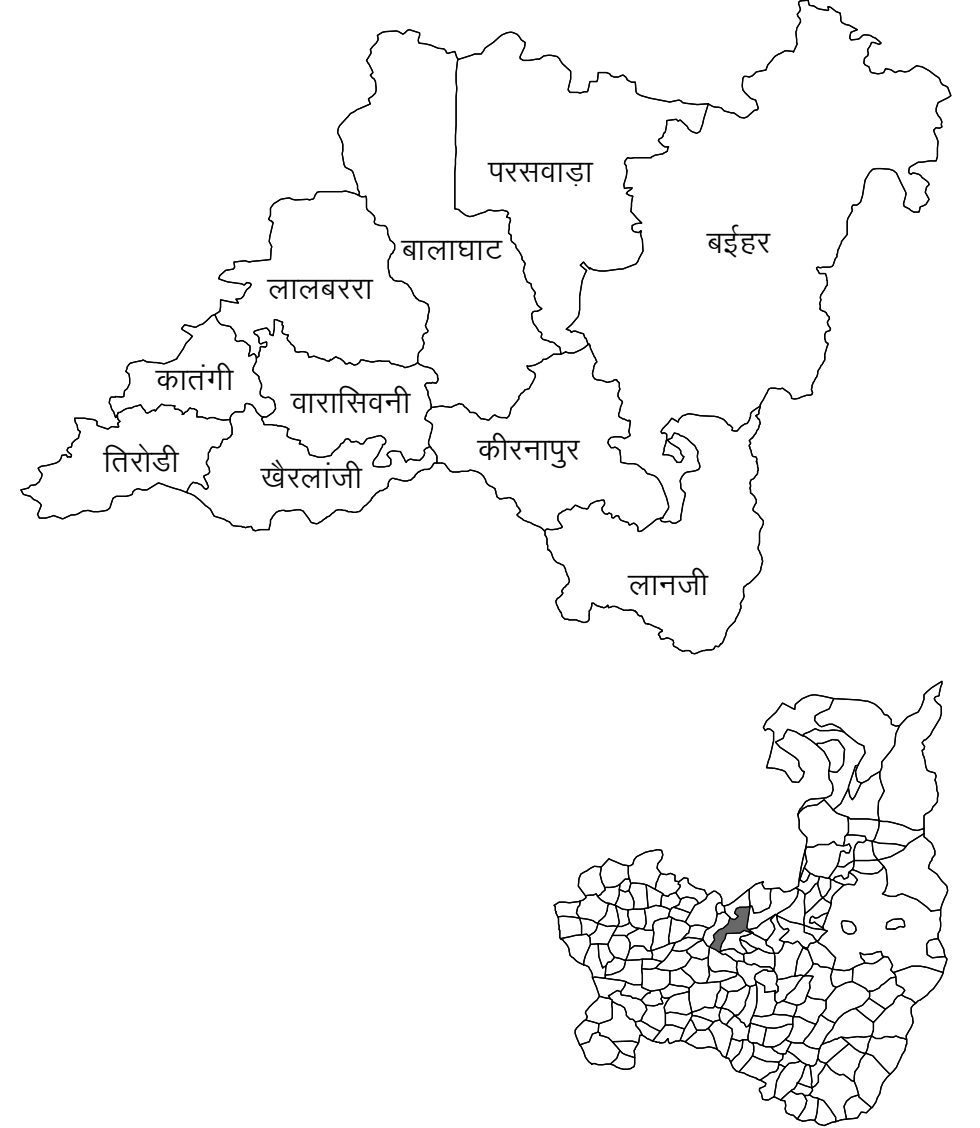 परसवाड़ा
बईहर
बालाघाट
लालबररा
कातंगी
वारासिवनी
तिरोडी
खैरलांजी
कीरनापुर
लानजी